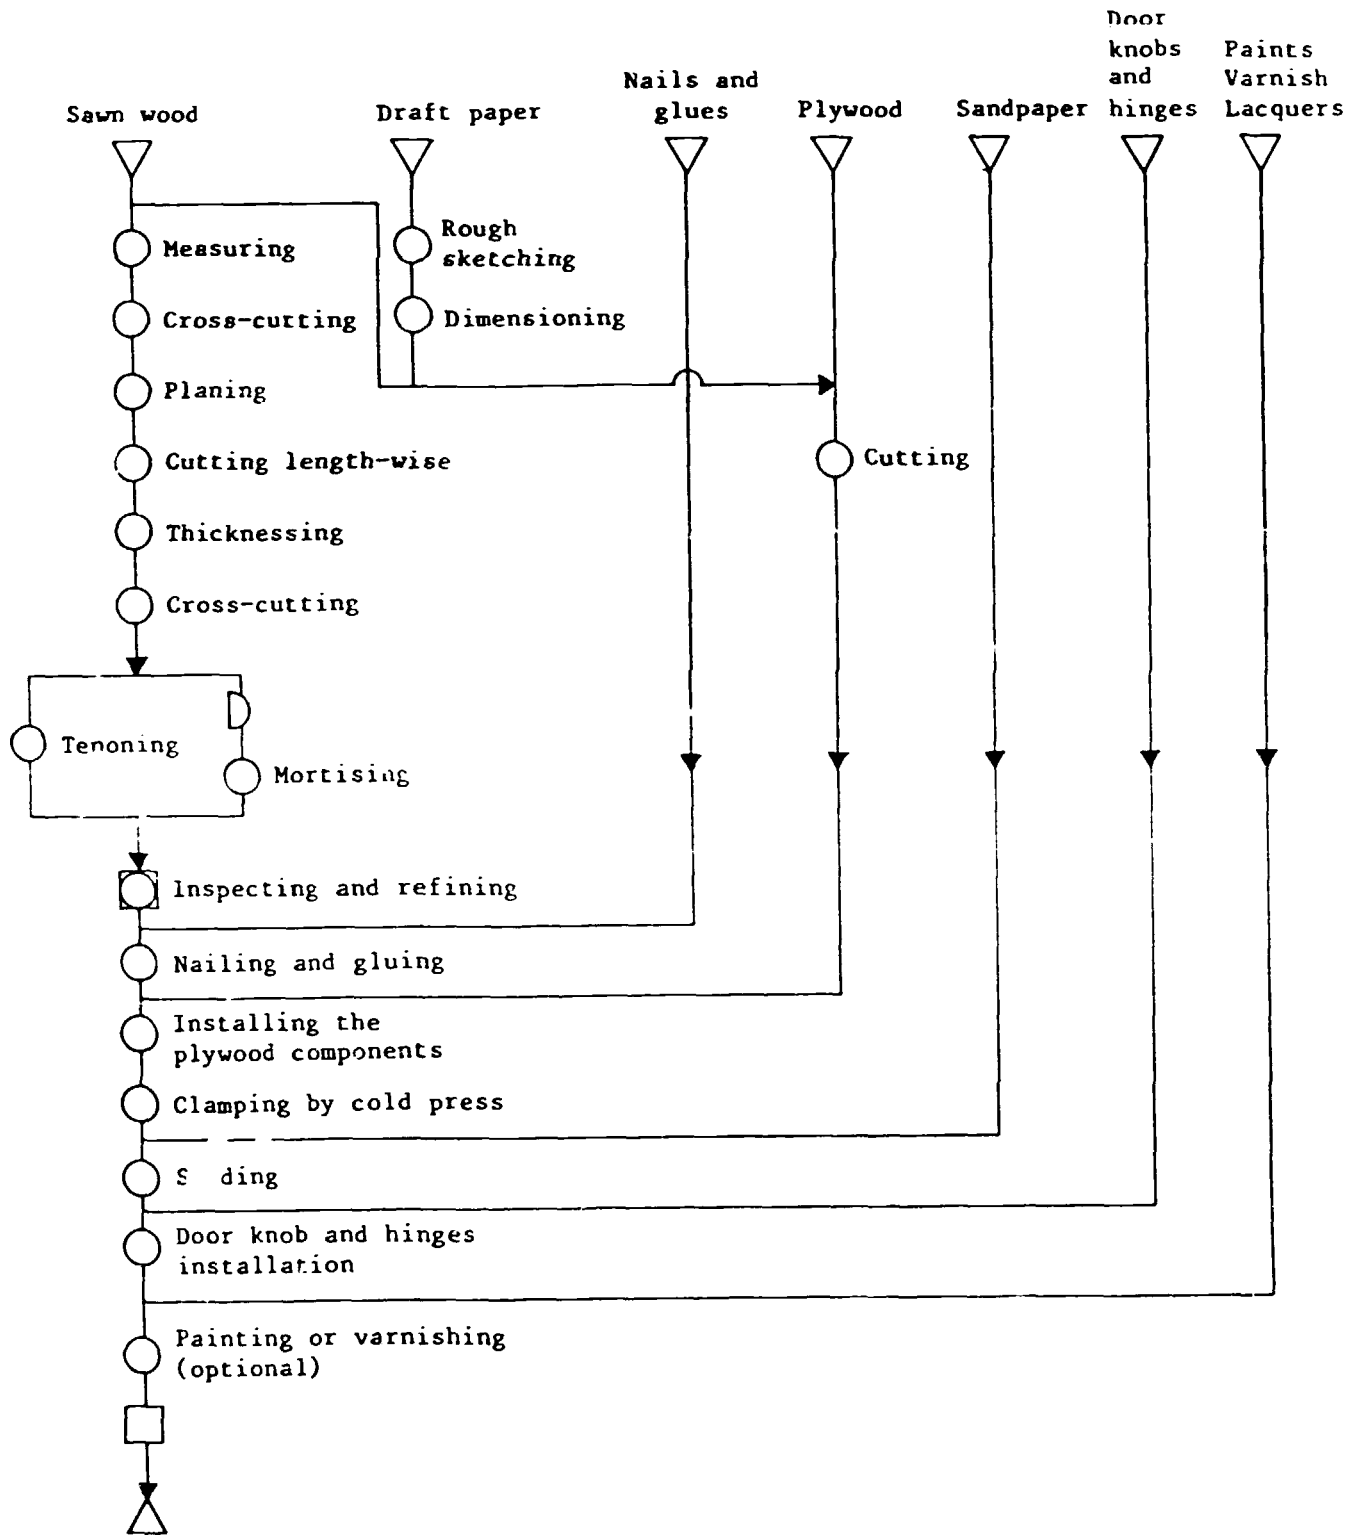 Door
knobs
and
hinges
Paints
Varnish
Lacquers
Nails and
glues
Sawn wood
Draft paper
Plywood
Sandpaper
Rough
sketching
Measuring
Dimensioning
Cross-cutting
Planing
Cutting length-wise
Cutting
Thicknessing
Cross-cutting
Tenoning
Mortising
Inspecting and refining
Nailing and gluing
Installing the
plywood components
Clamping by cold press
Door knob and hinges
installation
Painting or varnishing
(optional)